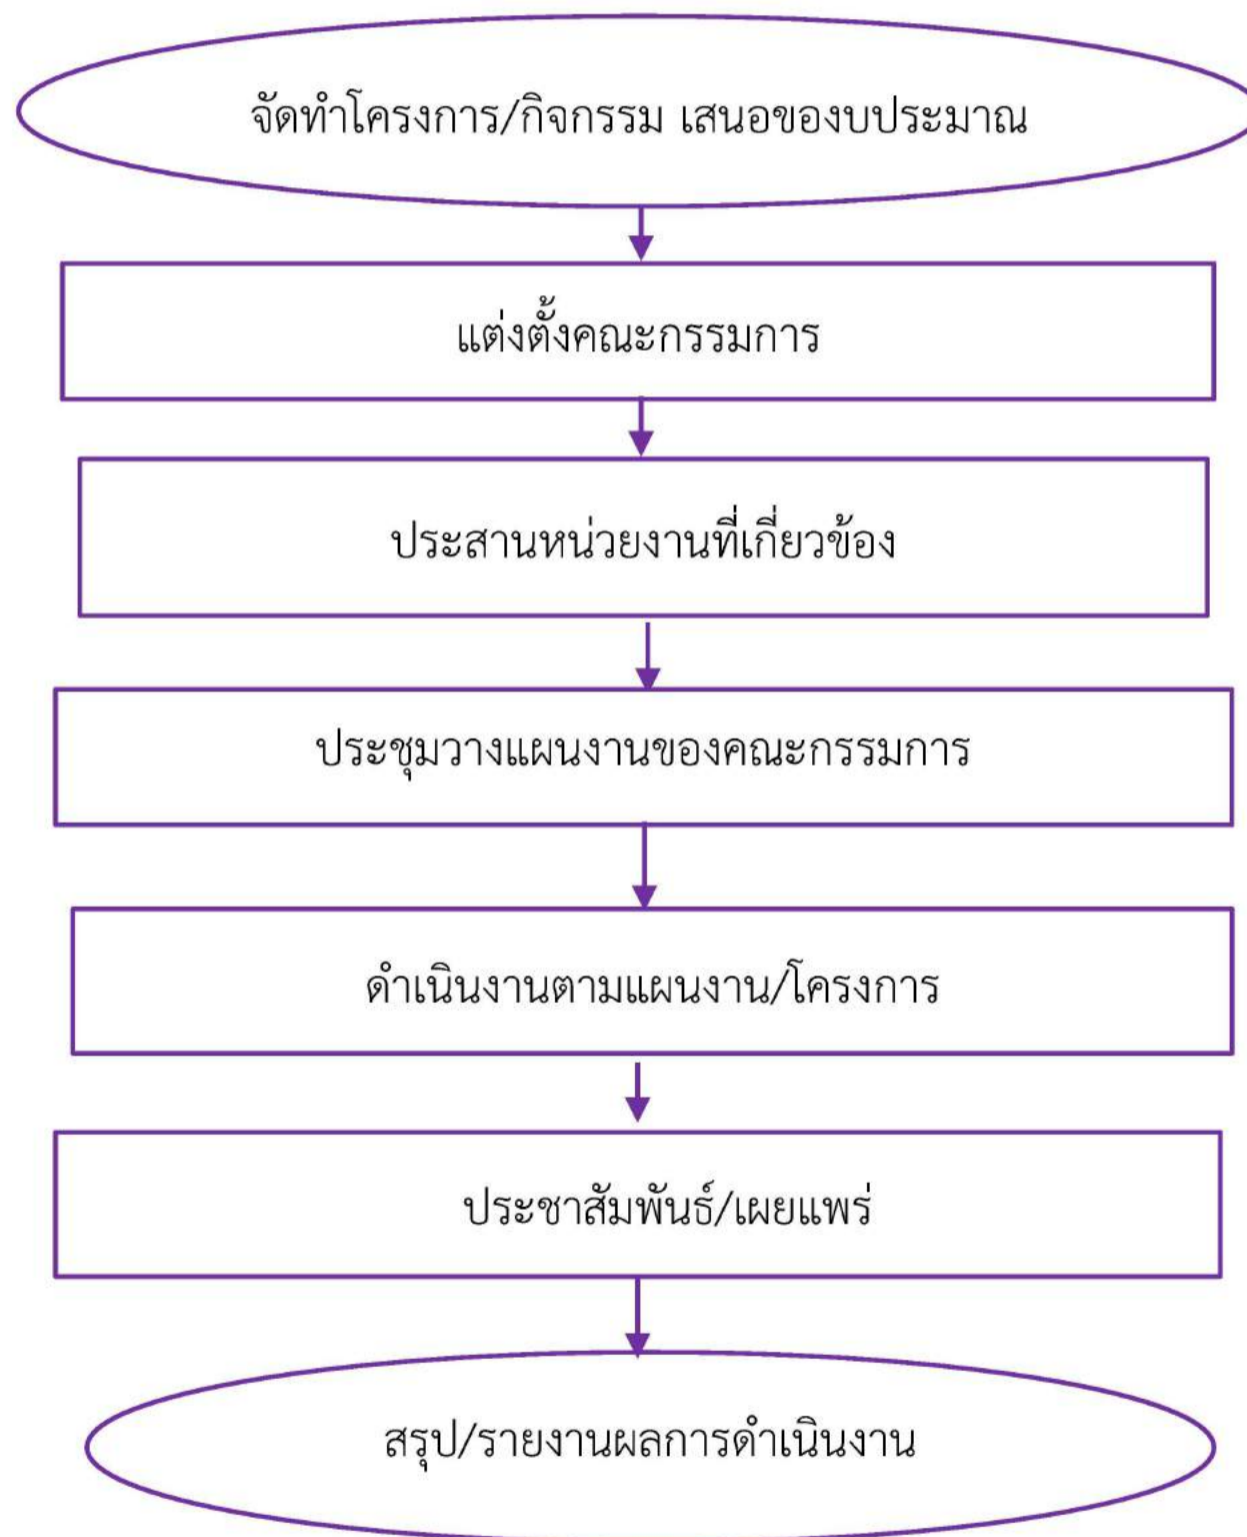 จัดทำโครงการ/กิจกรรม เสนอของบประมาณ
แต่งตั้งคณะกรรมการ
ประสานหน่วยงานที่เกี่ยวข้อง
ประชุมวางแผนงานของคณะกรรมการ
ดำเนินงานตามแผนงาน/โครงการ
ประชาสัมพันธ์/เผยแพร่
สรุป/รายงานผลการดำเนินงาน